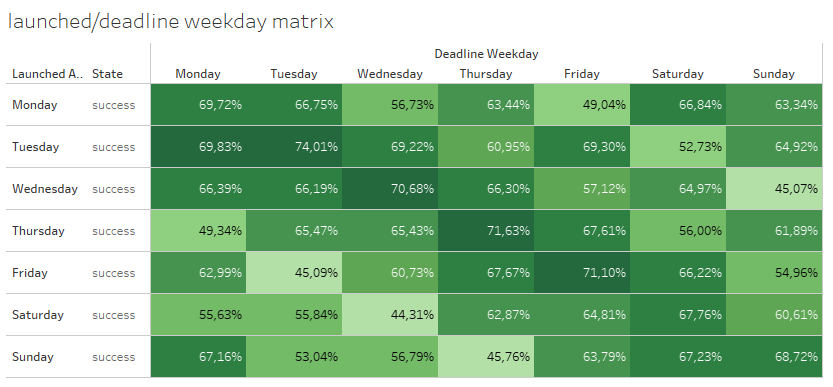 launched/deadline weekday matrix
Deadline Weekday
Launched A.. State Monday Tuesday Wednesday Thursday Friday Saturday Sunday
Monday success 69,72% 66,75% 56,73% 63,44% 49,04% 66,84% 63,34%
Tuesday success 69,83% 74,01% 69,22% 60,95% 69,30% 52,73% 64,92%
Wednesday success 66,39% 66,19% 70,68% 66,30% 57,12% 64,97% 45,07%
Thursday success 49,34% 65,47% 65,43% 71,63% 67,61% 56,00% 61,89%
Friday success 62,99% 45,09% 60,73% 67,67% 71,10% 66,22% 54,96%
Saturday success 55,63% 55,84% 44,31% 62,87% 64,81% 67,76% 60,61%
Sunday success 67,16% 53,04% 56,79% 45,76% 63,79% 67,23% 68,72%